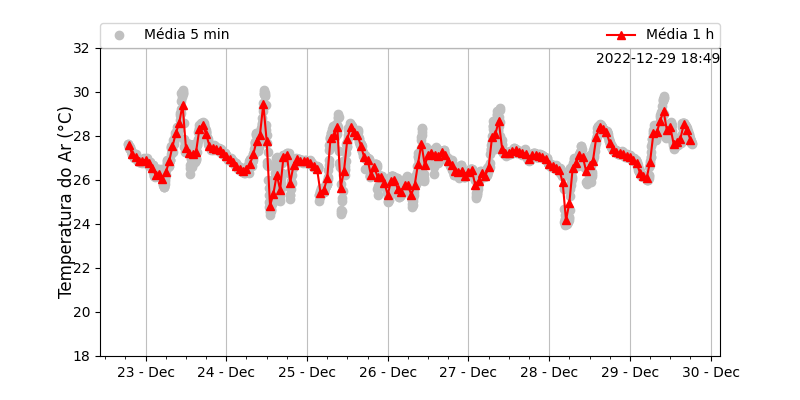 Média 5 min
Média 1 h
2022-12-29 18:49
Temperatura do Ar (°C)
32
30
28
26
24
22
20
18
23 - Dec
24 - Dec
25 - Dec
26 - Dec
27 - Dec
28 - Dec
29 - Dec
30 - Dec